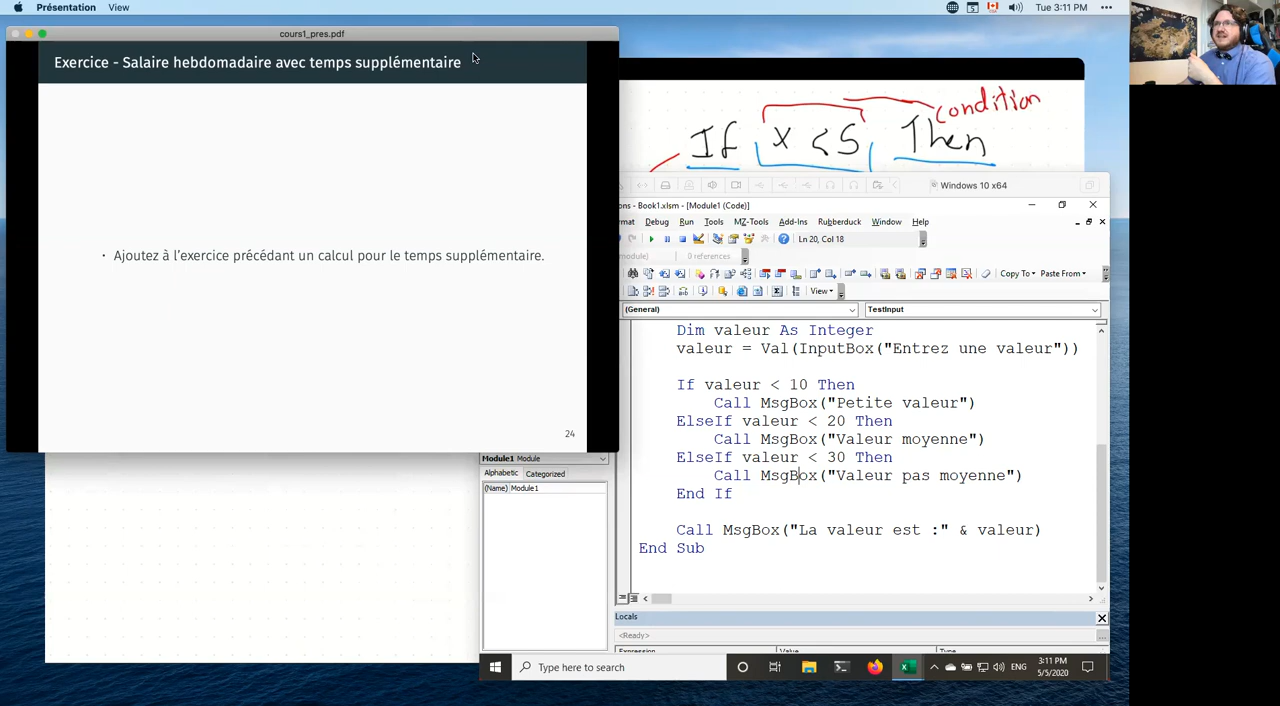 Présentation View
Tue 3:11 PM
cours1_pres.pdf
Exercice - Salaire hebdomadaire avec temps supplémentaire
· Ajoutez à l'exercice précédant un calcul pour le temps supplémentaire.
24
condition
If x < 5 Then
Windows 10 x64
ons - Book1.xlsm - [Module1 (Code)]
rmat Debug Run Tools MZ-Tools Add-Ins Rubberduck Window Help
Ln 20, Col 18
module) 0 references
Copy To Paste From
View
(General) TestInput
Dim valeur As Integer
valeur = Val(InputBox("Entrez une valeur"))
If valeur < 10 Then
Call MsgBox("Petite valeur")
ElseIf valeur < 20 Then
Call MsgBox("Valeur moyenne")
ElseIf valeur < 30 Then
Call MsgBox("Valeur pas moyenne")
End If
Call MsgBox("La valeur est :" & valeur)
End Sub
Module1 Module
Alphabetic Categorized
(Name) Module1
Locals
<Ready>
Expression Value Type
Type here to search
ENG
3:11 PM
5/5/2020